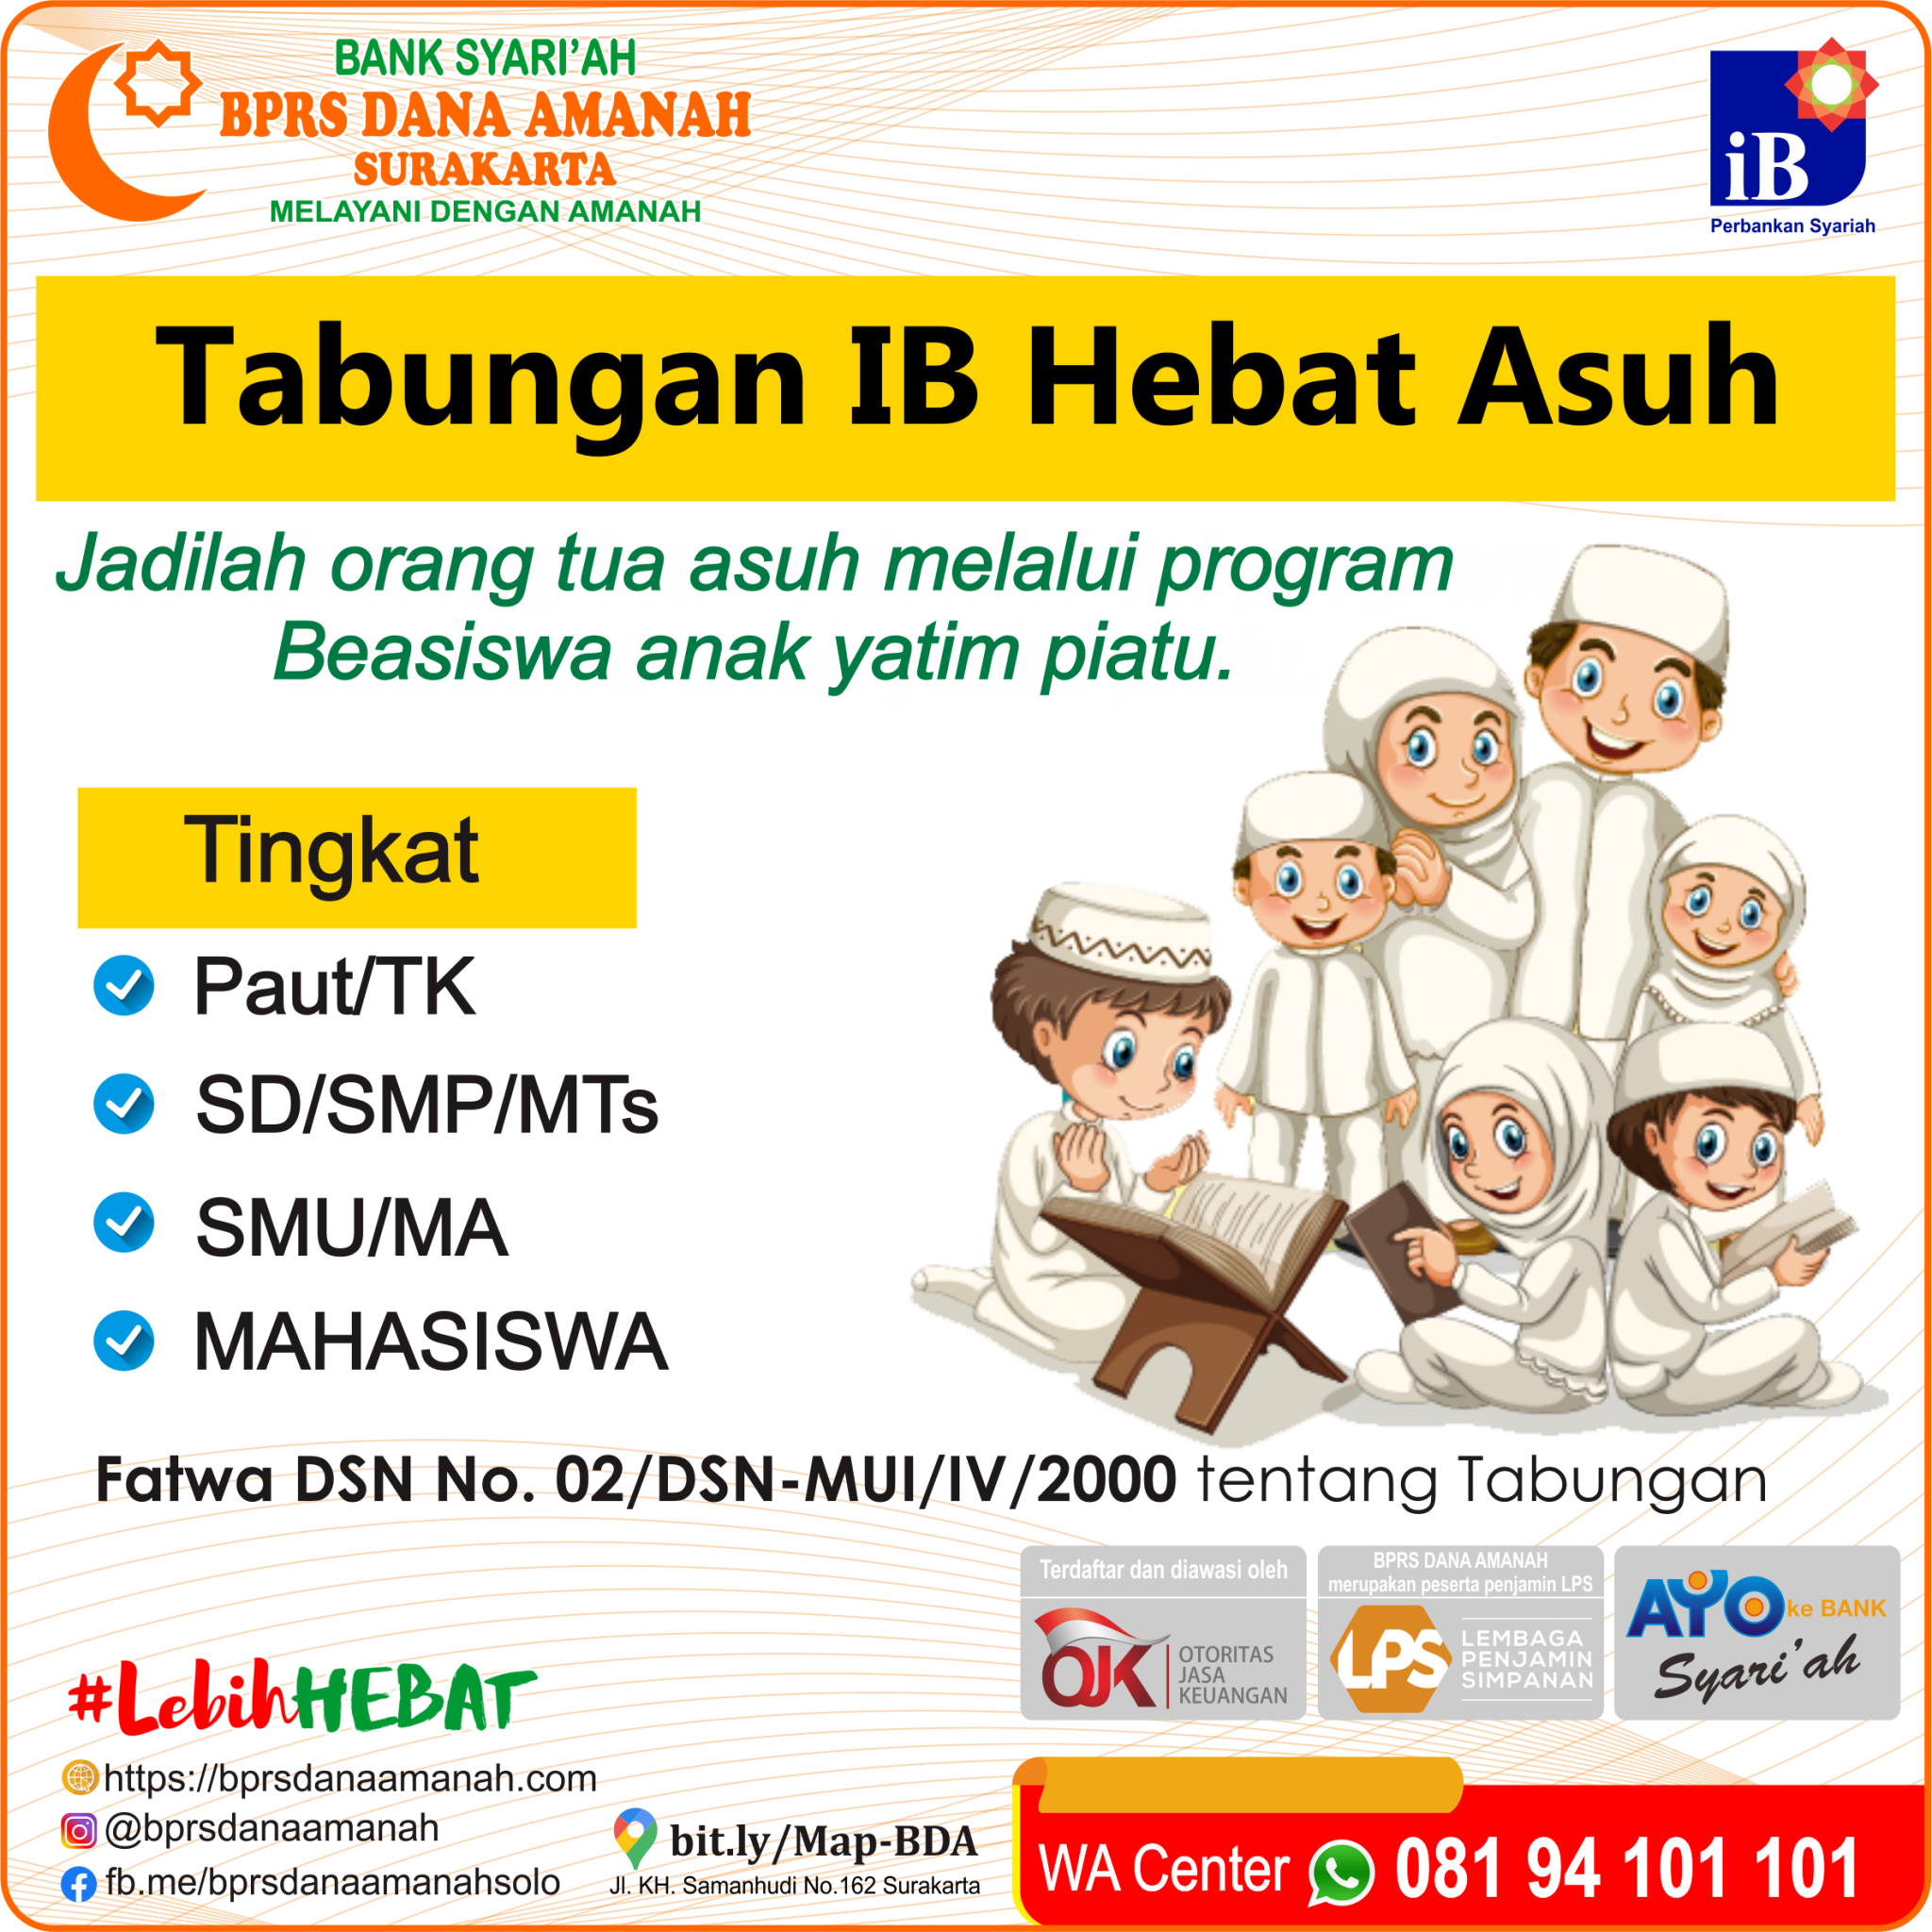 BANK SYARI'AH
BPRS DANA AMANAH
SURAKARTA
MELAYANI DENGAN AMANAH
iB
Perbankan Syariah
Tabungan IB Hebat Asuh
Jadilah orang tua asuh melalui program
Beasiswa anak yatim piatu.
Tingkat
Paut/TK
SD/SMP/MTs
SMU/MA
MAHASISWA
Fatwa DSN No. 02/DSN-MUI/IV/2000 tentang Tabungan
Terdaftar dan diawasi oleh
OJK
OTORITAS
JASA
KEUANGAN
BPRS DANA AMANAH
merupakan peserta penjamin LPS
LPS
LEMBAGA
PENJAMIN
SIMPANAN
AYO ke BANK
Syari'ah
#LebihHEBAT
https://bprsdanaamanah.com
@bprsdanaamanah
fb.me/bprsdanaamanahsolo
bit.ly/Map-BDA
Jl. KH. Samanhudi No.162 Surakarta
WA Center 081 94 101 101